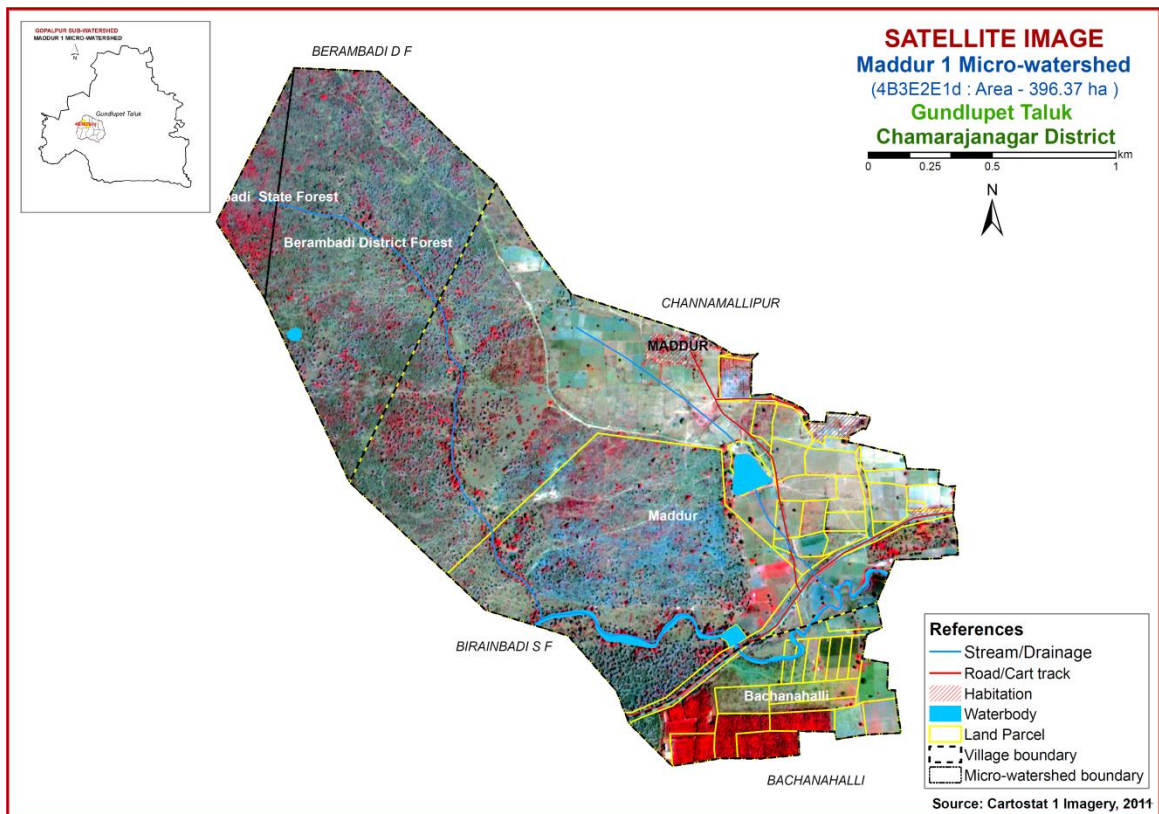 GOPALPUR SUB-WATERSHED
MADDUR 1 MICRO-WATERSHED
N
Gundlupet Taluk
BERAMBADI D F
SATELLITE IMAGE
Maddur 1 Micro-watershed
(4B3E2E1d : Area - 396.37 ha )
Gundlupet Taluk
Chamarajanagar District
km
0 0.25 0.5 1
N
badi State Forest
Berambadi District Forest
CHANNAMALLIPUR
MADDUR
Maddur
BIRAINBADI S F
Bachanahalli
BACHANAHALLI
References
Stream/Drainage
Road/Cart track
Habitation
Waterbody
Land Parcel
Village boundary
Micro-watershed boundary
Source: Cartostat 1 Imagery, 2011